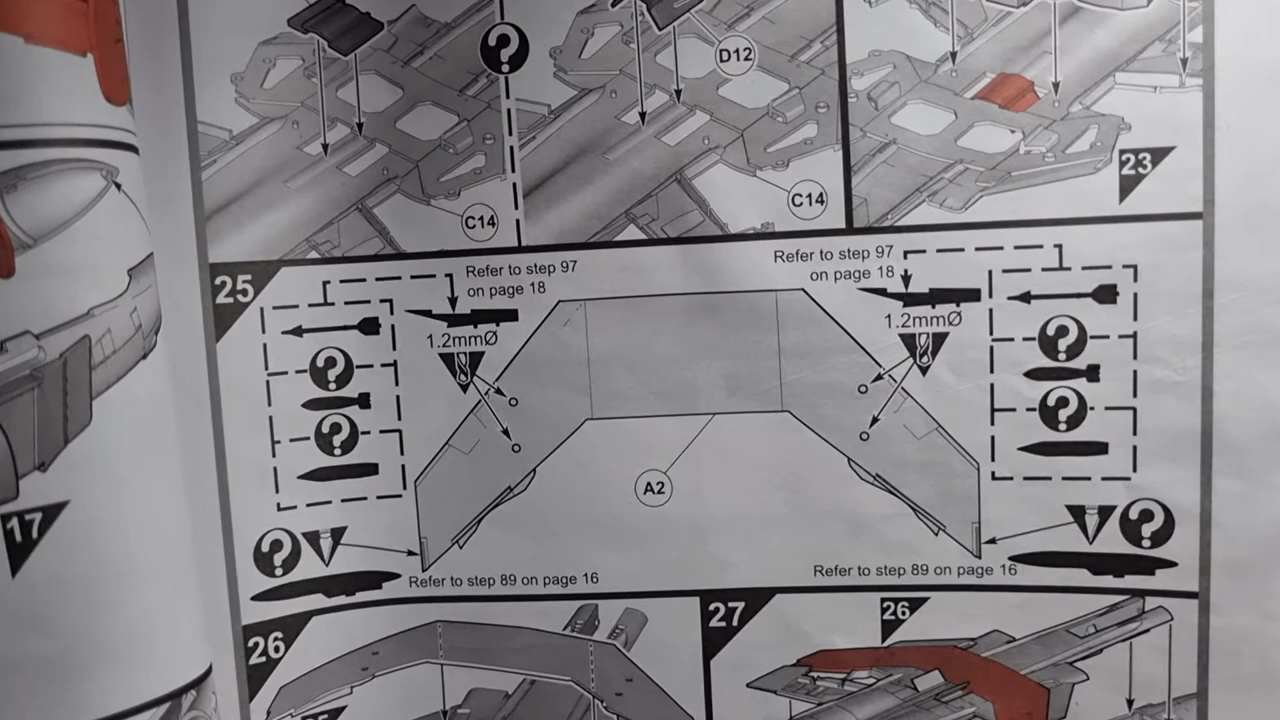 ?
D12
C14
C14
23
25
Refer to step 97
on page 18
1.2mmØ
?
?
Refer to step 97
on page 18
1.2mmØ
?
?
A2
17
?
Refer to step 89 on page 16
Refer to step 89 on page 16
?
26
27
26